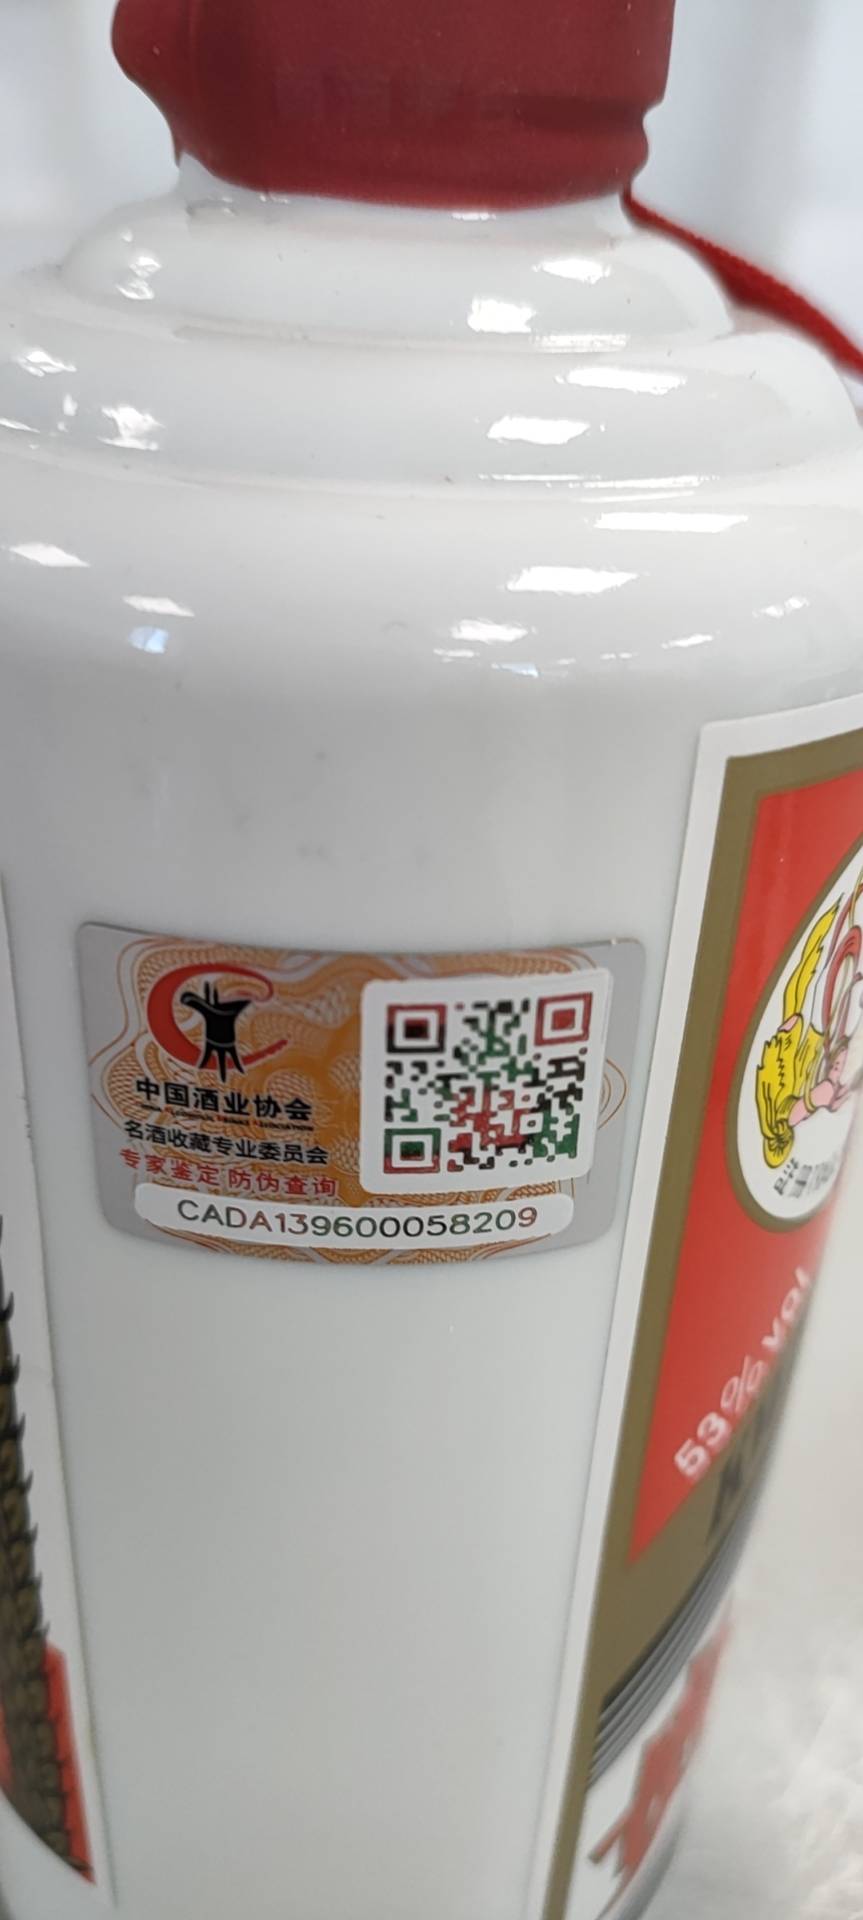 中国酒业协会
名酒收藏专业委员会
专家鉴定 防伪查询
CADA139600058209
53% vol